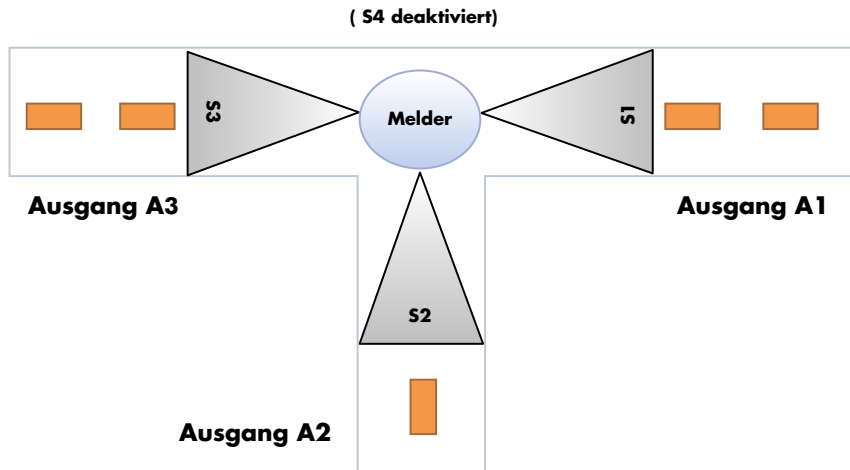 ( S4 deaktiviert)
S3
Melder
S1
Ausgang A3
Ausgang A1
S2
Ausgang A2